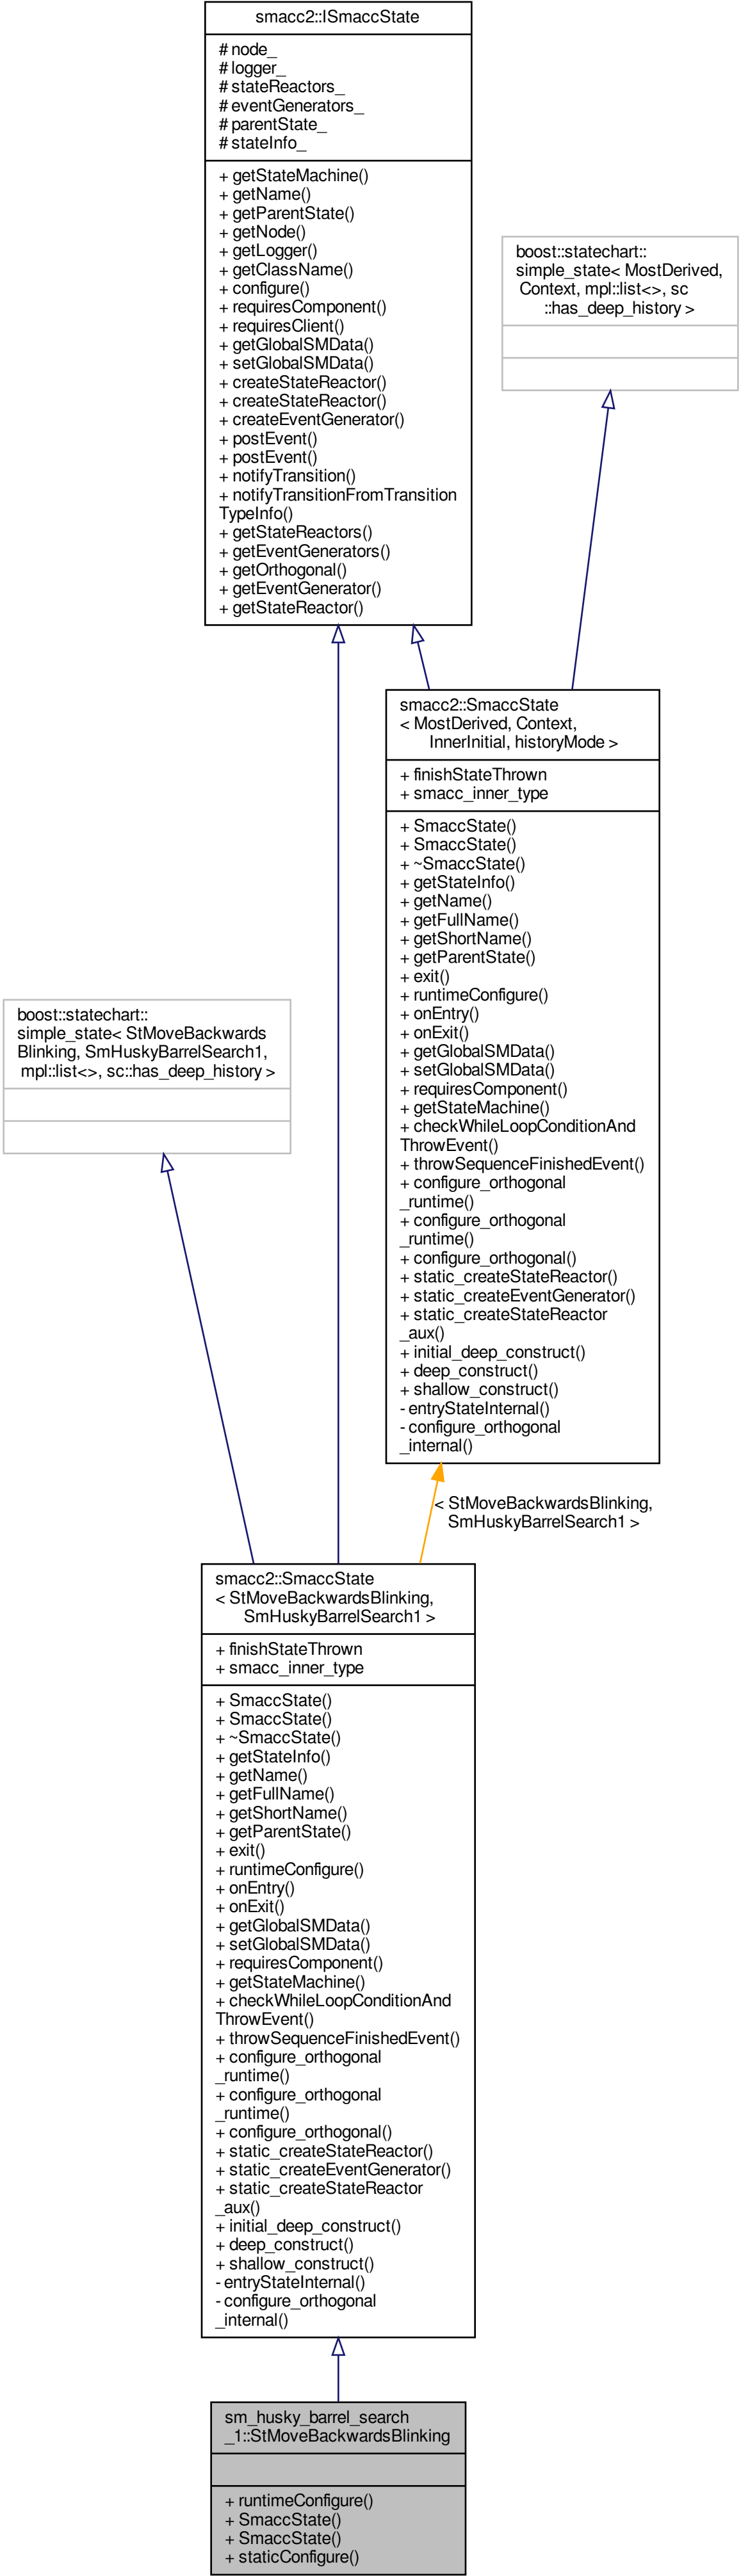 smacc2::ISmaccState
# node_
# logger_
# stateReactors_
# eventGenerators_
# parentState_
# stateInfo_
+ getStateMachine()
+ getName()
+ getParentState()
+ getNode()
+ getLogger()
+ getClassName()
+ configure()
+ requiresComponent()
+ requiresClient()
+ getGlobalSMData()
+ setGlobalSMData()
+ createStateReactor()
+ createStateReactor()
+ createEventGenerator()
+ postEvent()
+ postEvent()
+ notifyTransition()
+ notifyTransitionFromTransition
TypeInfo()
+ getStateReactors()
+ getEventGenerators()
+ getOrthogonal()
+ getEventGenerator()
+ getStateReactor()
boost::statechart::
simple_state< MostDerived,
Context, mpl::list<>, sc
::has_deep_history >
smacc2::SmaccState
< MostDerived, Context,
InnerInitial, historyMode >
+ finishStateThrown
+ smacc_inner_type
+ SmaccState()
+ SmaccState()
+ ~SmaccState()
+ getStateInfo()
+ getName()
+ getFullName()
+ getShortName()
+ getParentState()
+ exit()
+ runtimeConfigure()
+ onEntry()
+ onExit()
+ getGlobalSMData()
+ setGlobalSMData()
+ requiresComponent()
+ getStateMachine()
+ checkWhileLoopConditionAnd
ThrowEvent()
+ throwSequenceFinishedEvent()
+ configure_orthogonal
_runtime()
+ configure_orthogonal
_runtime()
+ configure_orthogonal()
+ static_createStateReactor()
+ static_createEventGenerator()
+ static_createStateReactor
_aux()
+ initial_deep_construct()
+ deep_construct()
+ shallow_construct()
- entryStateInternal()
- configure_orthogonal
_internal()
boost::statechart::
simple_state< StMoveBackwards
Blinking, SmHuskyBarrelSearch1,
mpl::list<>, sc::has_deep_history >
< StMoveBackwardsBlinking,
SmHuskyBarrelSearch1 >
smacc2::SmaccState
< StMoveBackwardsBlinking,
SmHuskyBarrelSearch1 >
+ finishStateThrown
+ smacc_inner_type
+ SmaccState()
+ SmaccState()
+ ~SmaccState()
+ getStateInfo()
+ getName()
+ getFullName()
+ getShortName()
+ getParentState()
+ exit()
+ runtimeConfigure()
+ onEntry()
+ onExit()
+ getGlobalSMData()
+ setGlobalSMData()
+ requiresComponent()
+ getStateMachine()
+ checkWhileLoopConditionAnd
ThrowEvent()
+ throwSequenceFinishedEvent()
+ configure_orthogonal
_runtime()
+ configure_orthogonal
_runtime()
+ configure_orthogonal()
+ static_createStateReactor()
+ static_createEventGenerator()
+ static_createStateReactor
_aux()
+ initial_deep_construct()
+ deep_construct()
+ shallow_construct()
- entryStateInternal()
- configure_orthogonal
_internal()
sm_husky_barrel_search
_1::StMoveBackwardsBlinking
+ runtimeConfigure()
+ SmaccState()
+ SmaccState()
+ staticConfigure()